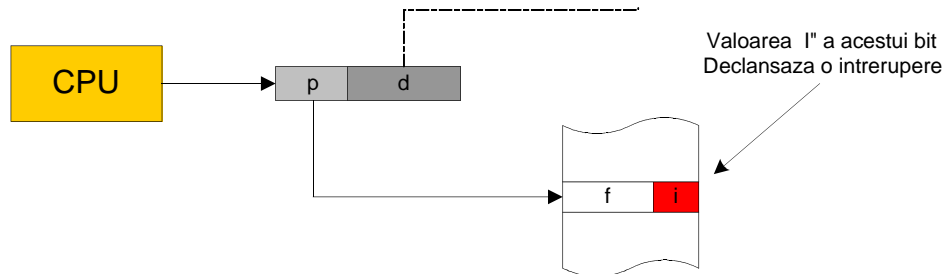 Valoarea I" a acestui bit
Declansaza o intrerupere
CPU
p d
f i